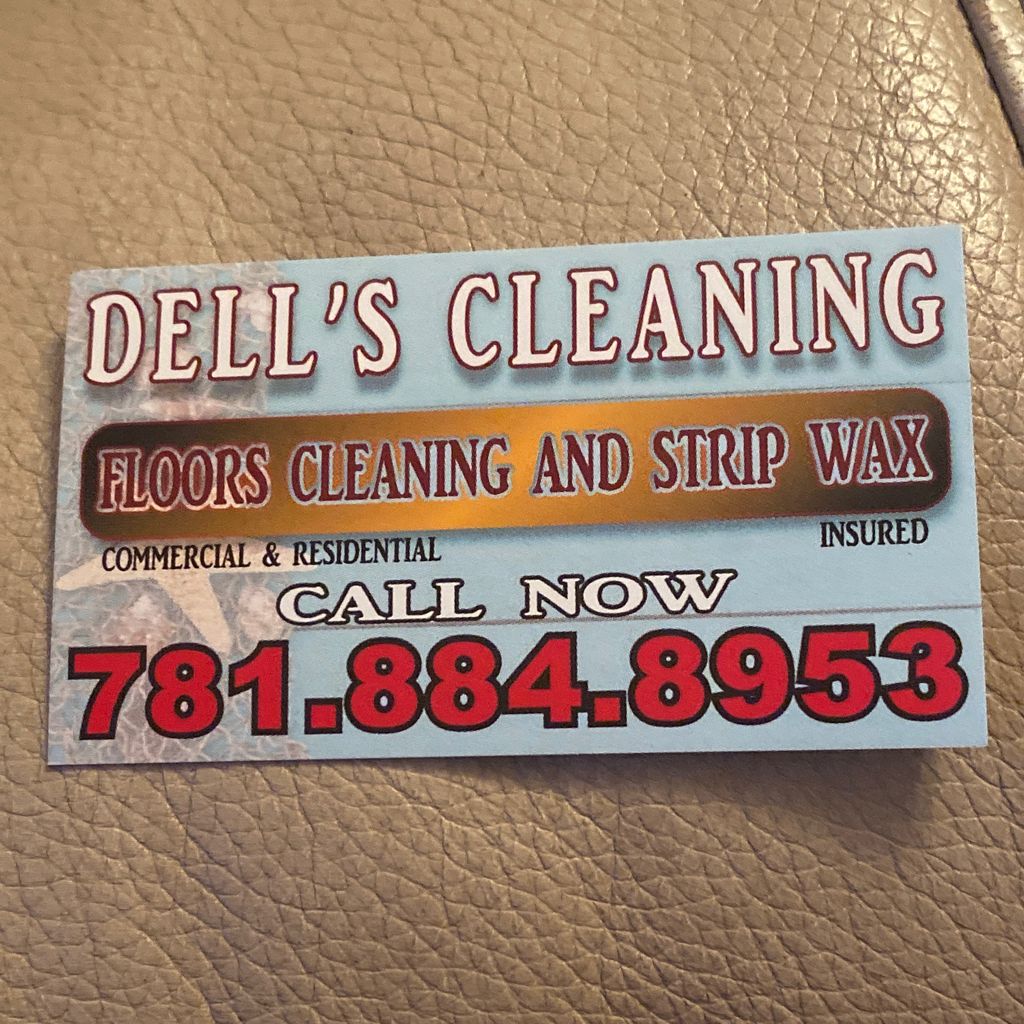 DELL'S CLEANING
FLOORS CLEANING AND STRIP WAX
COMMERCIAL & RESIDENTIAL INSURED
CALL NOW
781.884.8953